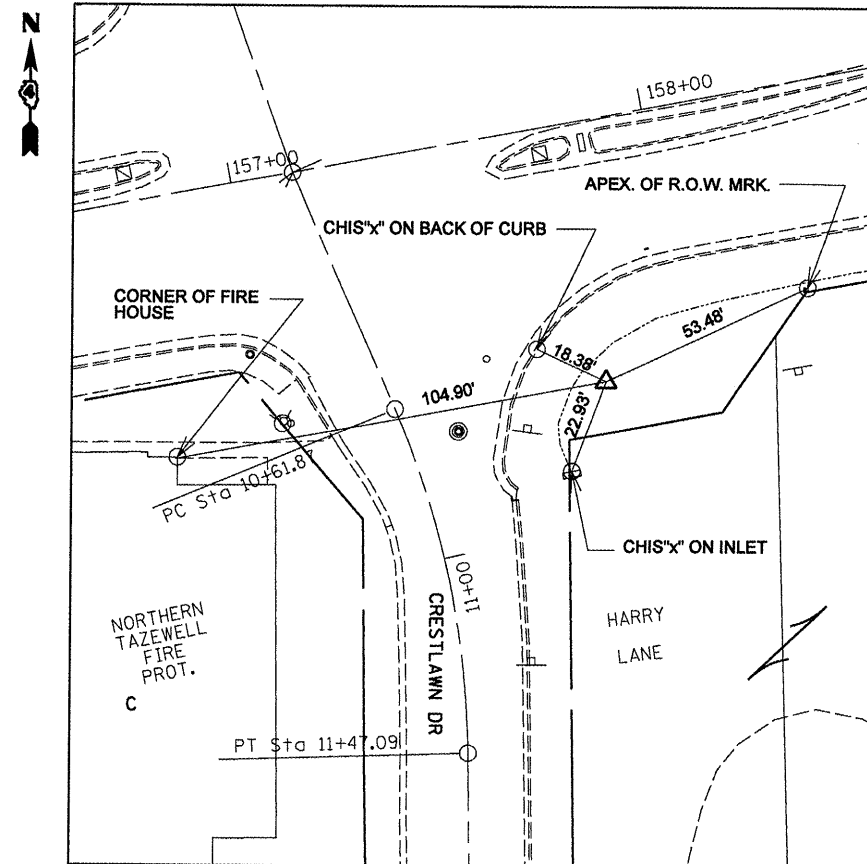 N
4
158+00
157+00
APEX. OF R.O.W. MRK.
CHIS"x" ON BACK OF CURB
CORNER OF FIRE
HOUSE
53.48'
18.38'
104.90'
22.93'
PC Sta 10+61.87
CHIS"x" ON INLET
11+00
CRESTLAWN DR
NORTHERN
TAZEWELL
FIRE
PROT.
C
HARRY
LANE
PT Sta 11+47.09